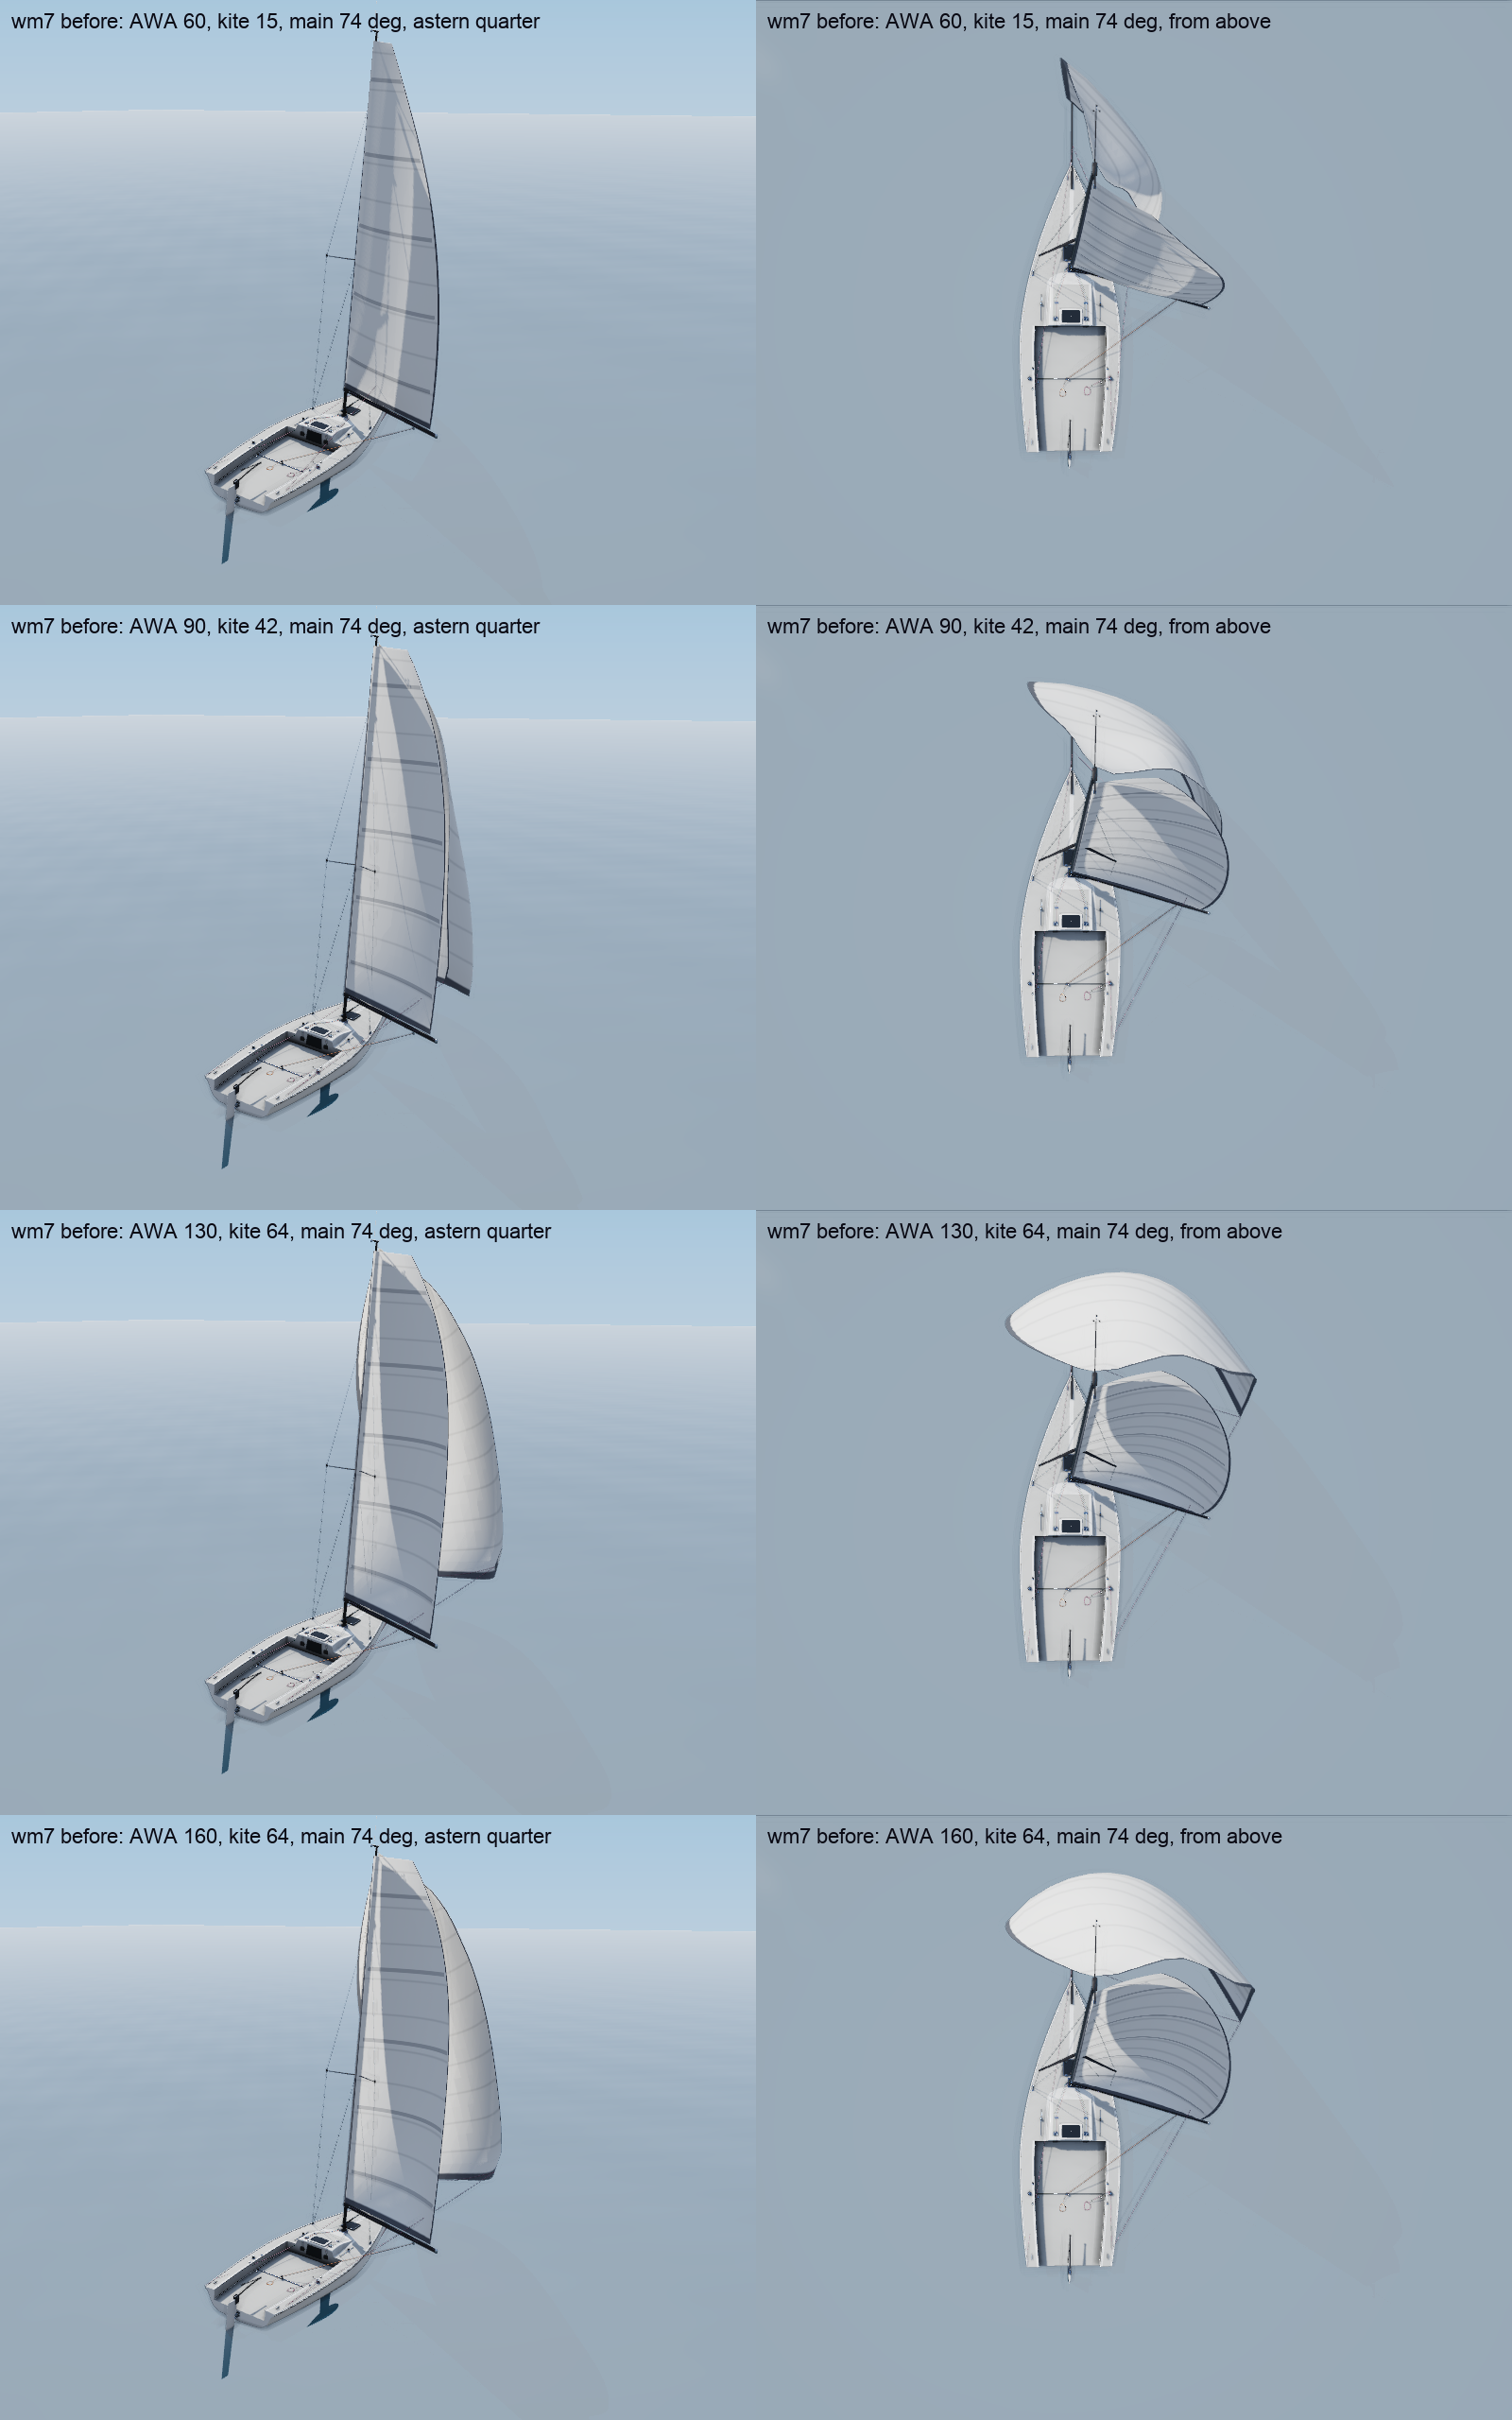 wm7 before: AWA 60, kite 15, main 74 deg, astern quarter
wm7 before: AWA 60, kite 15, main 74 deg, from above
wm7 before: AWA 90, kite 42, main 74 deg, astern quarter
wm7 before: AWA 90, kite 42, main 74 deg, from above
wm7 before: AWA 130, kite 64, main 74 deg, astern quarter
wm7 before: AWA 130, kite 64, main 74 deg, from above
wm7 before: AWA 160, kite 64, main 74 deg, astern quarter
wm7 before: AWA 160, kite 64, main 74 deg, from above